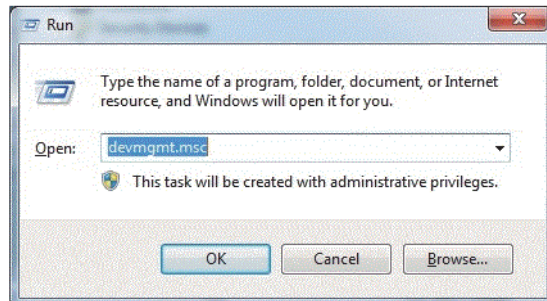 Run
Type the name of a program, folder, document, or Internet
resource, and Windows will open it for you.
Open: devmgmt.msc
This task will be created with administrative privileges.
OK Cancel Browse...